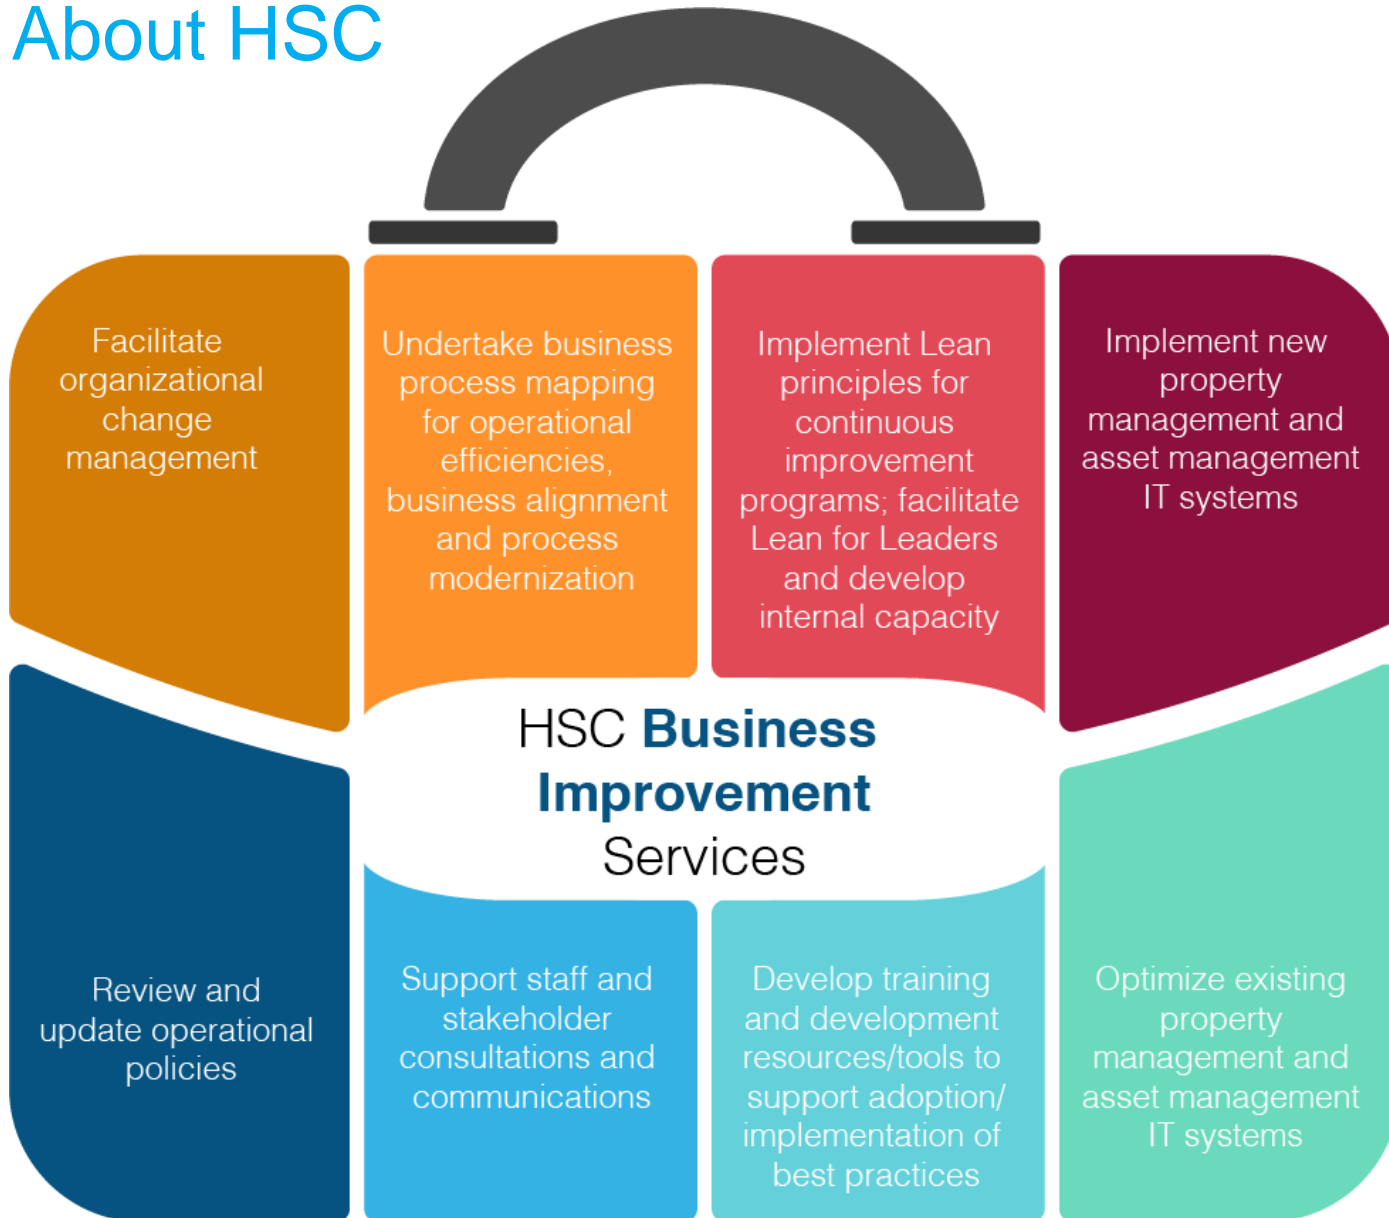 About HSC
Facilitate
organizational
change
management
Undertake business
process mapping
for operational
efficiencies,
business alignment
and process
modernization
Implement Lean
principles for
continuous
improvement
programs; facilitate
Lean for Leaders
and develop
internal capacity
Implement new
property
management and
asset management
IT systems
HSC Business
Improvement
Services
Review and
update operational
policies
Support staff and
stakeholder
consultations and
communications
Develop training
and development
resources/tools to
support adoption/
implementation of
best practices
Optimize existing
property
management and
asset management
IT systems